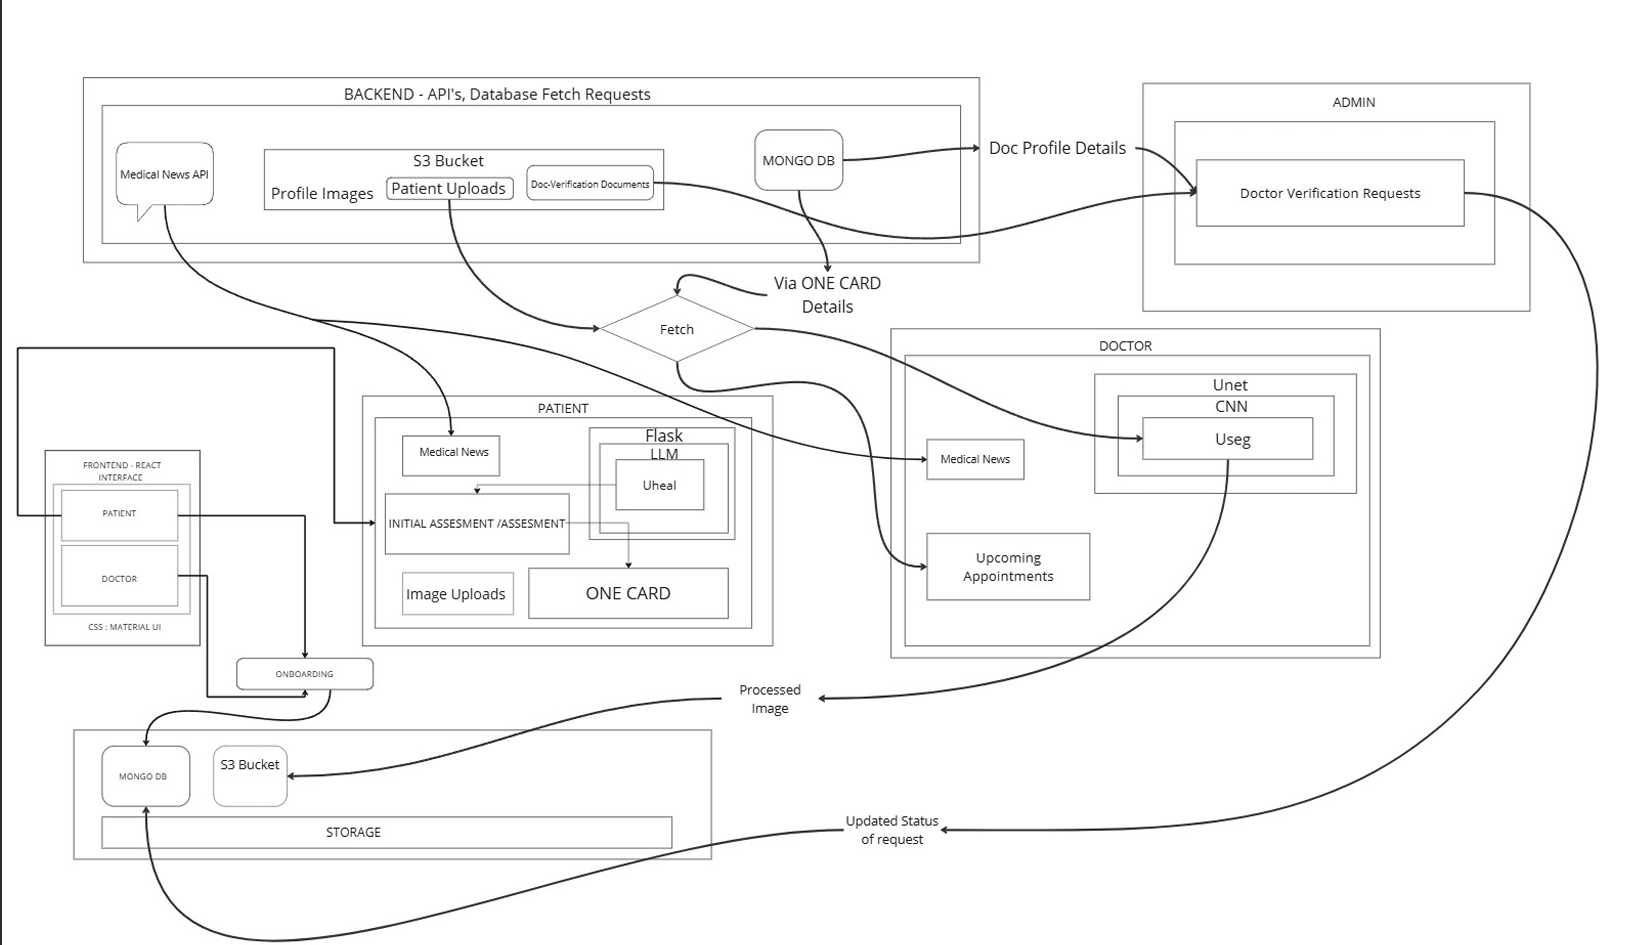 BACKEND - API's, Database Fetch Requests
Medical News API
S3 Bucket
Profile Images
Patient Uploads
Doc-Verification Documents
MONGO DB
Doc Profile Details
ADMIN
Doctor Verification Requests
Via ONE CARD
Details
Fetch
DOCTOR
Unet
CNN
Useg
Medical News
Upcoming
Appointments
PATIENT
Medical News
Flask
LLM
Uheal
INITIAL ASSESMENT /ASSESMENT
Image Uploads
ONE CARD
FRONTEND - REACT
INTERFACE
PATIENT
DOCTOR
CSS : MATERIAL UI
ONBOARDING
Processed
Image
MONGO DB
S3 Bucket
STORAGE
Updated Status
of request